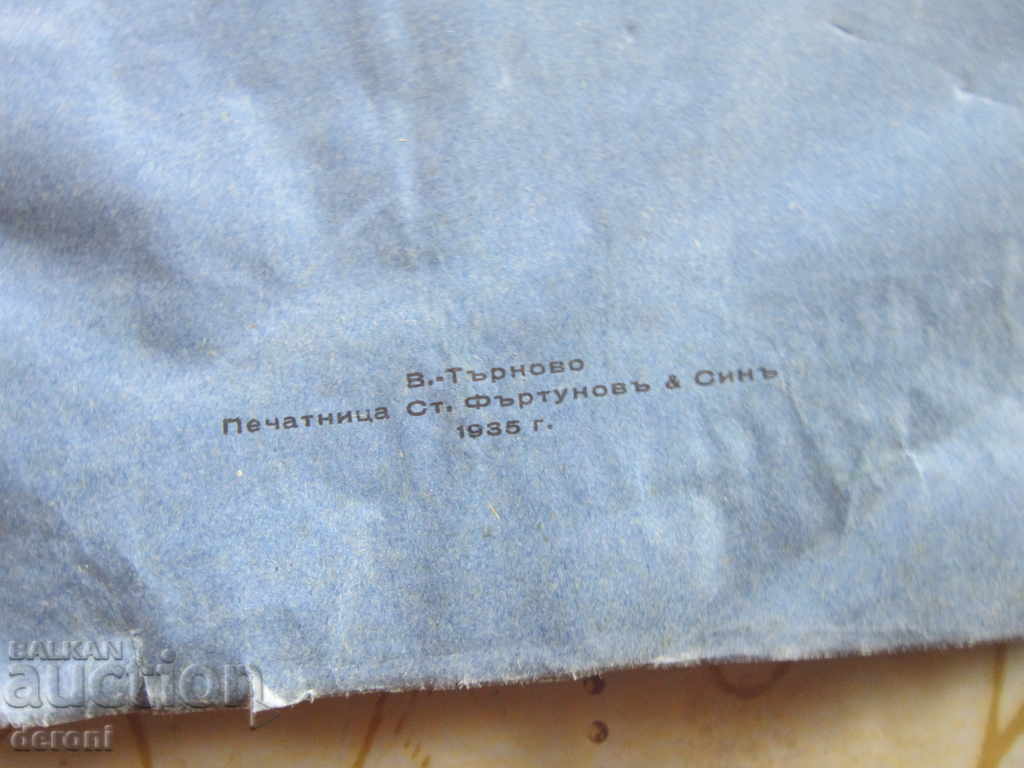 В.-Търново
Печатница Ст. Фъртуновъ & Синъ
1935 г.
BALKAN
auction
deroni